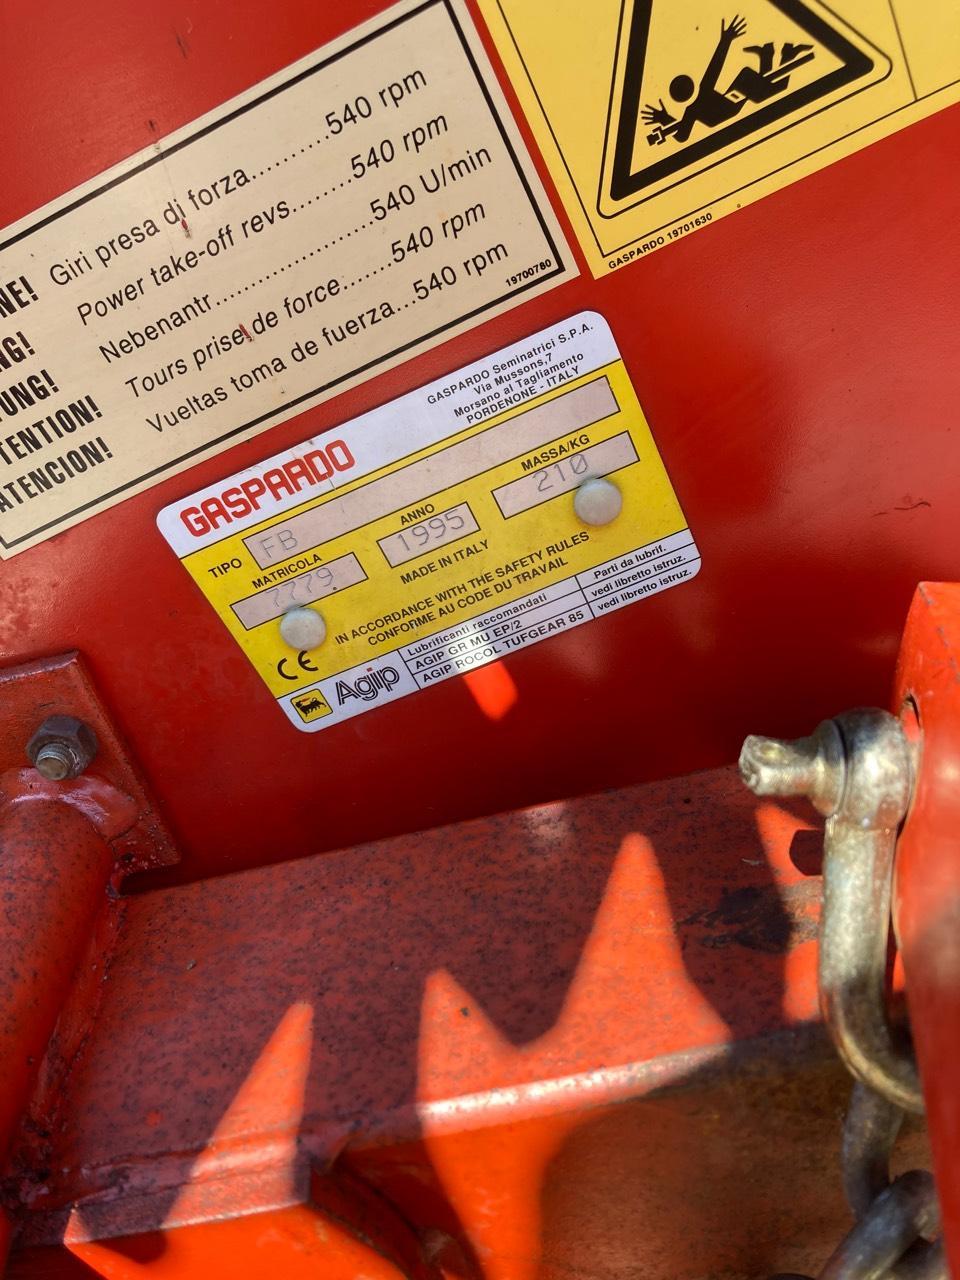 NE! Giri presa di forza..........540 rpm
NG! Power take-off revs.......540 rpm
UNG! Nebenantr....................540 U/min
TENTION! Tours prise de force......540 rpm
ATENCION! Vueltas toma de fuerza...540 rpm
19700780
GASPARDO 19701630
GASPARDO
GASPARDO Seminatrici S.P.A.
Via Mussons,7
Morsano al Tagliamento
PORDENONE - ITALY
TIPO FB
MATRICOLA ANNO MASSA/KG
7779 1995 210
MADE IN ITALY
IN ACCORDANCE WITH THE SAFETY RULES
CONFORME AU CODE DU TRAVAIL
CE
Agip
Lubrificanti raccomandati Parti da lubrif.
AGIP GR MU EP/2 vedi libretto istruz.
AGIP ROCOL TUFGEAR 85 vedi libretto istruz.